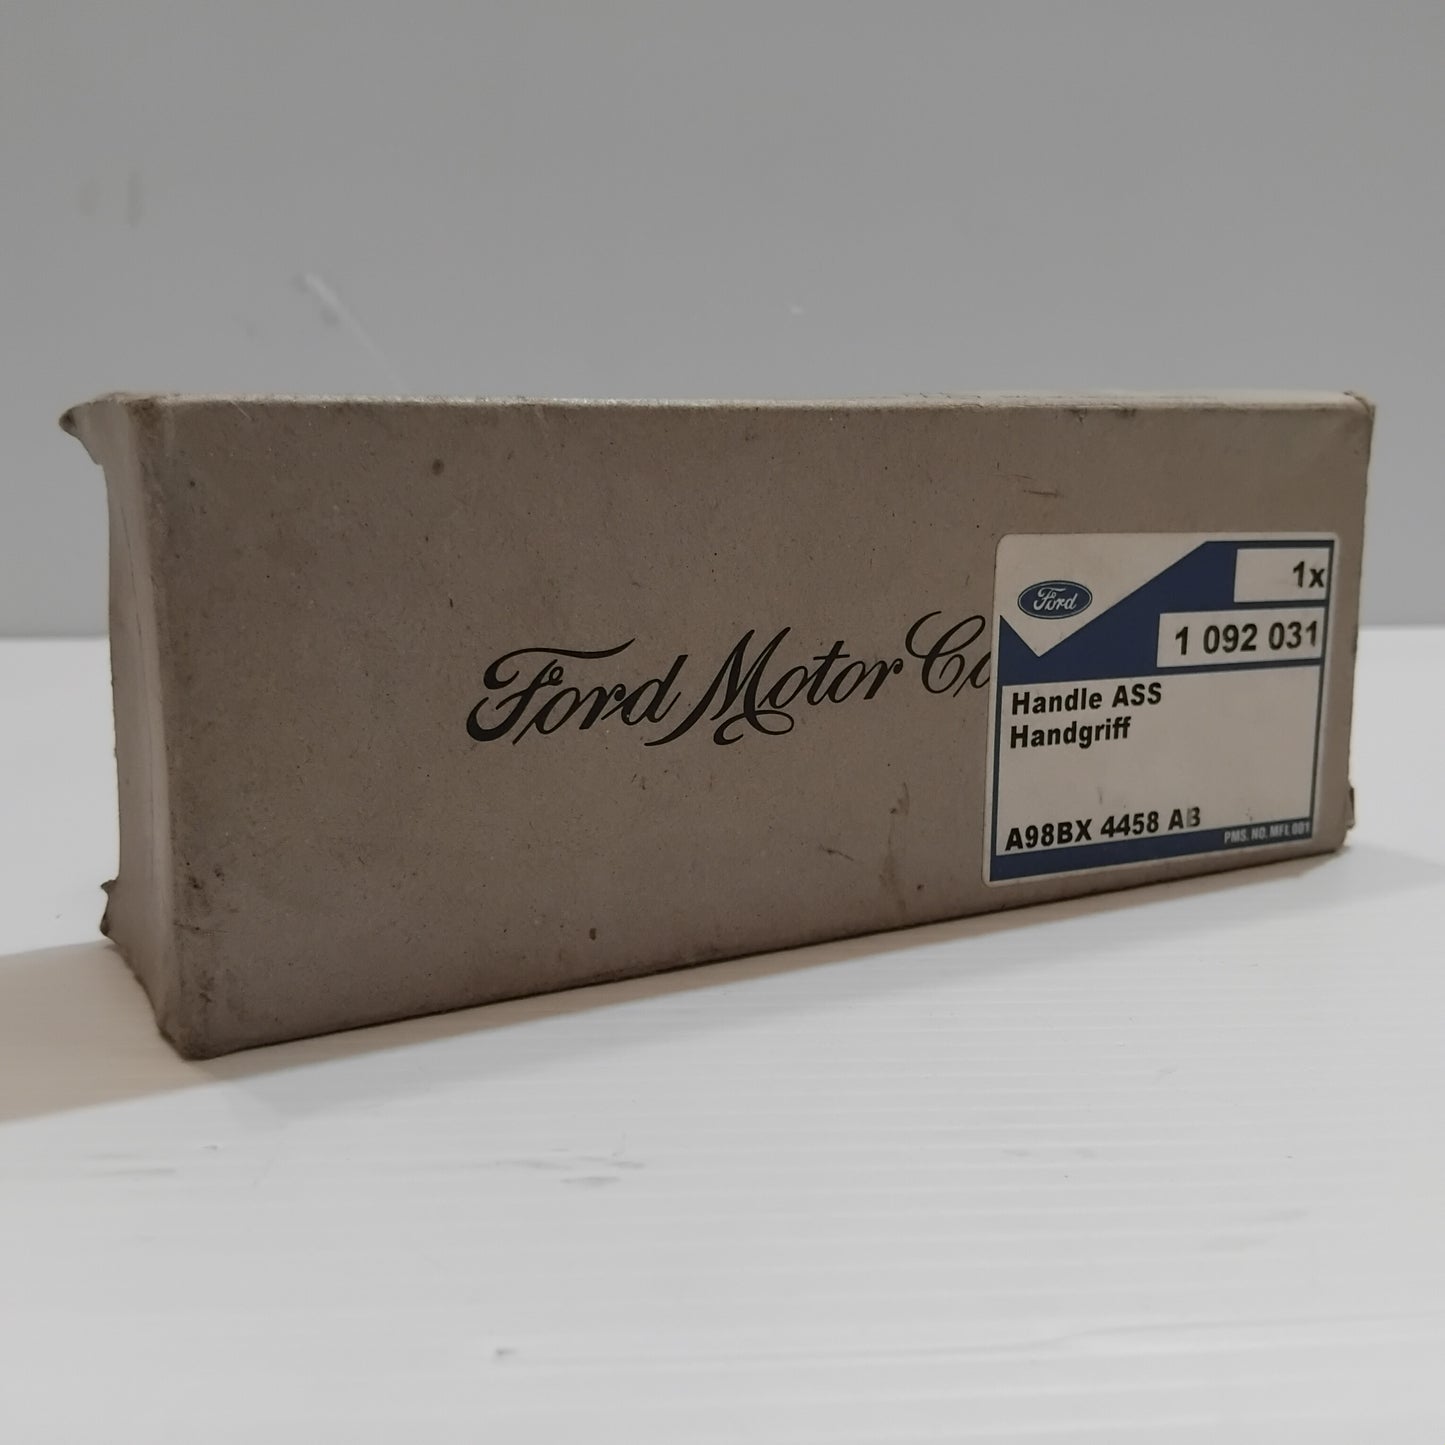 Ford Motor Co
Ford
1x
1 092 031
Handle ASS
Handgriff
A98BX 4458 AB
PMS. NO. MFL 001